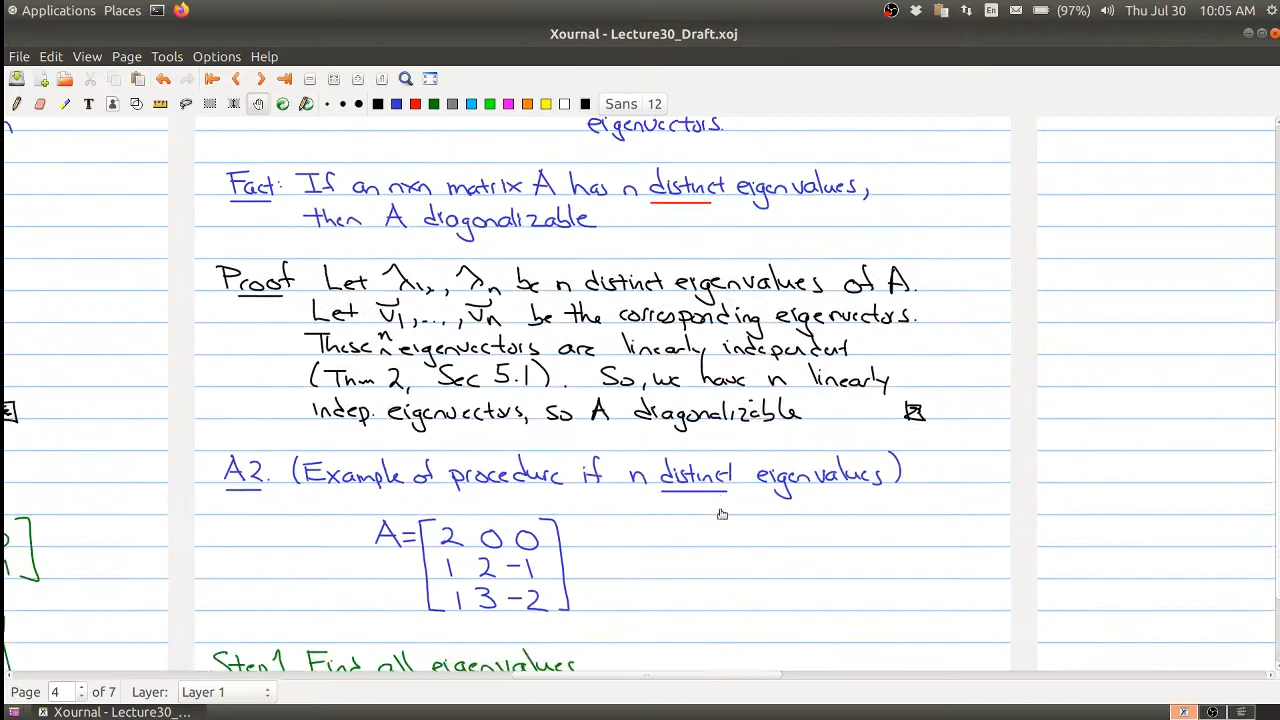 Applications Places En (97%) Thu Jul 30 10:05 AM
Xournal - Lecture30_Draft.xoj
File Edit View Page Tools Options Help
Sans 12
eigenvectors.
Fact: If an nxn matrix A has n distinct eigenvalues,
then A diagonalizable
Proof Let λ1,..,λn be n distinct eigenvalues of A.
Let v1,...,vn be the corresponding eigenvectors.
These n eigenvectors are linearly independent
(Thm 2, Sec 5.1). So, we have n linearly
indep. eigenvectors, so A diagonalizable
A2. (Example of procedure if n distinct eigenvalues)
A=[2 0 0
1 2 -1
1 3 -2]
Step 1 Find all eigenvalues
Page 4 of 7 Layer: Layer 1
Xournal - Lecture30_...